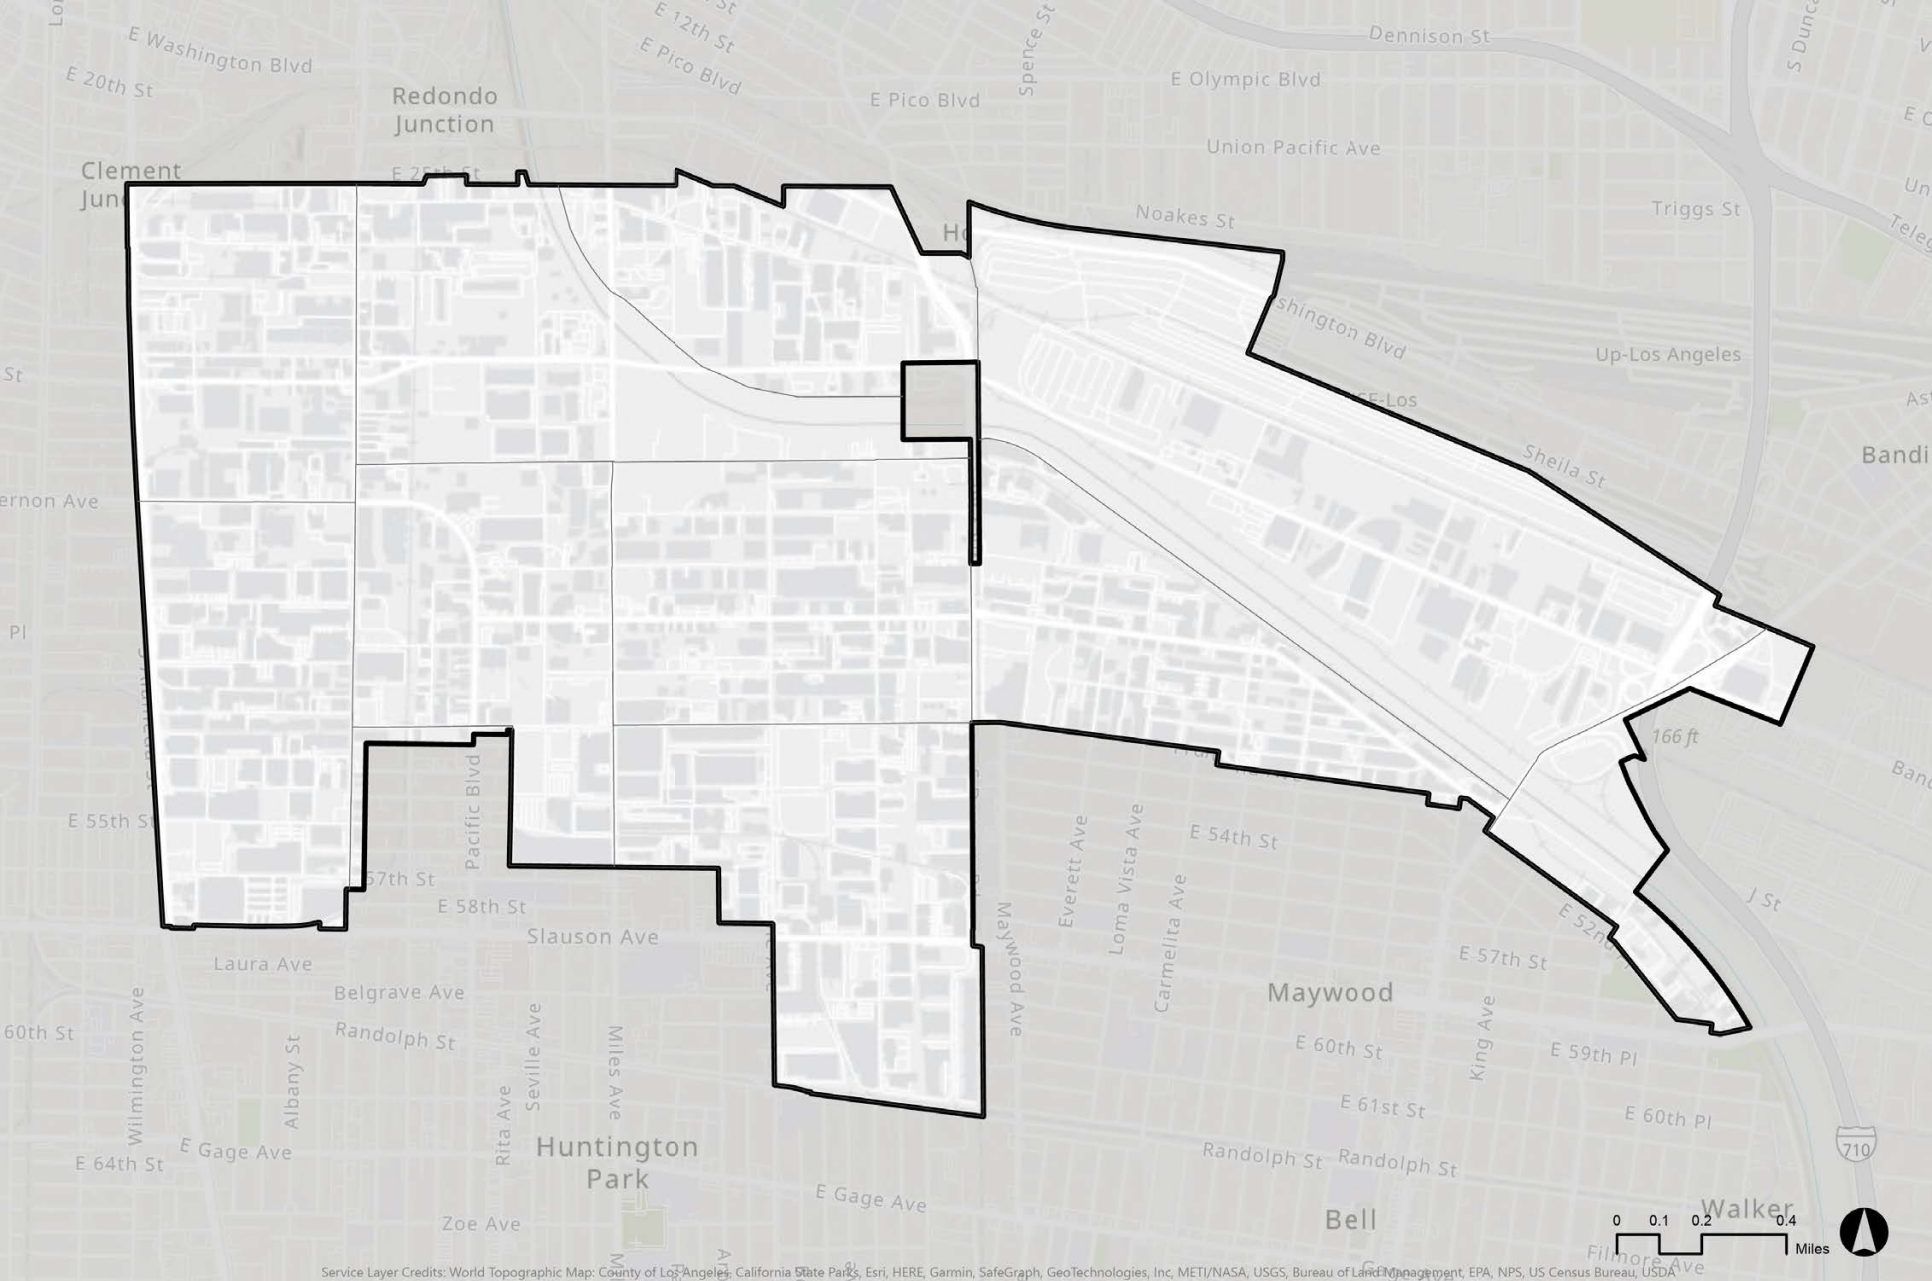 E 12th St
E Washington Blvd
E Pico Blvd
Spence St
Dennison St
E 20th St
E Olympic Blvd
Redondo
Junction
E Pico Blvd
Union Pacific Ave
Clement
E 25th St
Noakes St
Triggs St
Up-Los Angeles
St
Sheila St
Pl
166 ft
E 55th St
Pacific Blvd
57th St
E 58th St
Everett Ave
Loma Vista Ave
Carmelita Ave
E 54th St
J St
Slauson Ave
Maywood Ave
E 57th St
Laura Ave
Belgrave Ave
Maywood
60th St
Randolph St
Wilmington Ave
Albany St
Seville Ave
Miles Ave
Rita Ave
E 60th St
King Ave
E 59th Pl
E 61st St
E 60th Pl
Huntington
Park
E Gage Ave
E 64th St
Randolph St
Randolph St
710
E Gage Ave
Zoe Ave
Bell
Walker
0 0.1 0.2 0.4
Miles
Filmore Ave
Service Layer Credits: World Topographic Map: County of Los Angeles, California State Parks, Esri, HERE, Garmin, SafeGraph, GeoTechnologies, Inc, METI/NASA, USGS, Bureau of Land Management, EPA, NPS, US Census Bureau, USDA